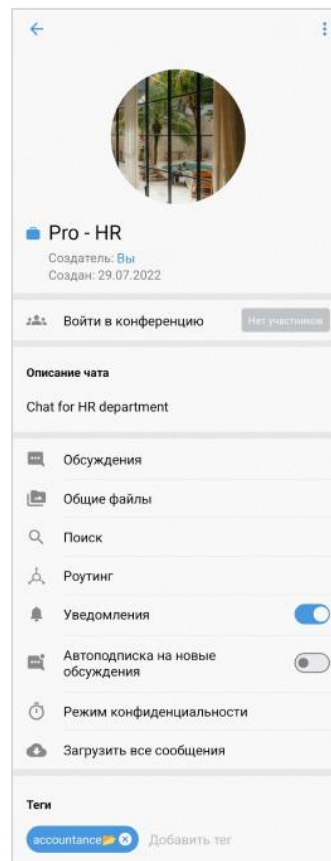 Pro - HR
Создатель: Вы
Создан: 29.07.2022
Войти в конференцию Нет участников
Описание чата
Chat for HR department
Обсуждения
Общие файлы
Поиск
Роутинг
Уведомления
Автоподписка на новые
обсуждения
Режим конфиденциальности
Загрузить все сообщения
Теги
accountance📂 Добавить тег